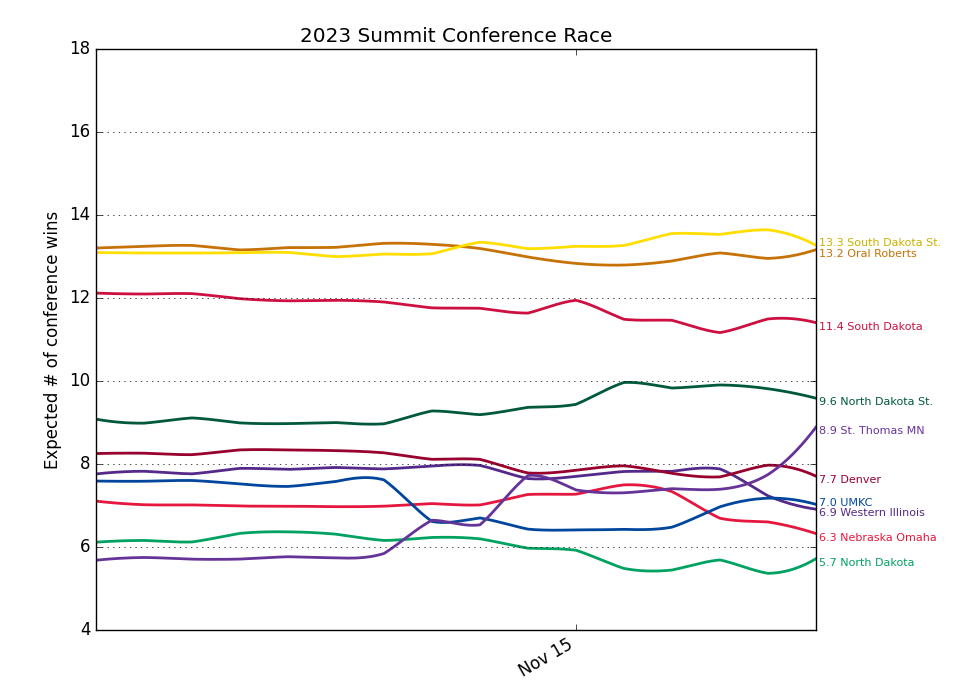 2023 Summit Conference Race
Expected # of conference wins
18
16
14
12
10
8
6
4
13.3 South Dakota St.
13.2 Oral Roberts
11.4 South Dakota
9.6 North Dakota St.
8.9 St. Thomas MN
7.7 Denver
7.0 UMKC
6.9 Western Illinois
6.3 Nebraska Omaha
5.7 North Dakota
Nov 15